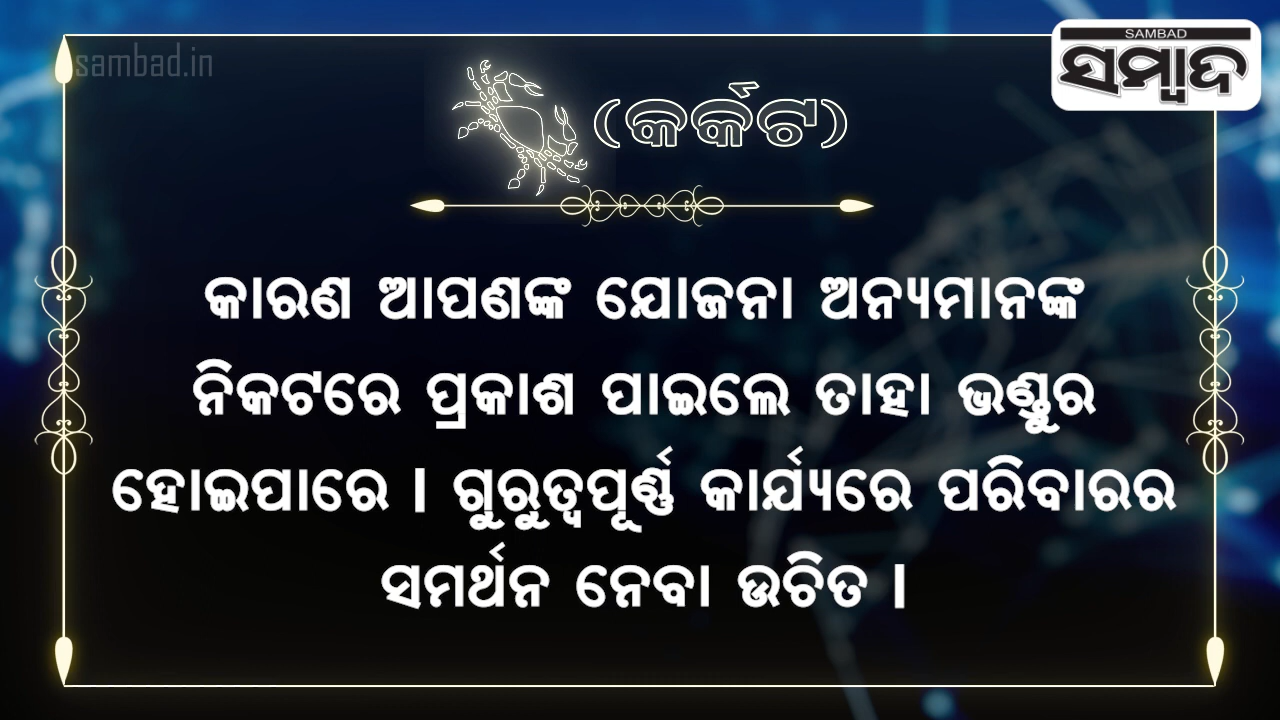 sambad.in
SAMBAD
ସମ୍ବାଦ
(କର୍କଟ)
କାରଣ ଆପଣଙ୍କ ଯୋଜନା ଅନ୍ୟମାନଙ୍କ
ନିକଟରେ ପ୍ରକାଶ ପାଇଲେ ତାହା ଭଣ୍ଡୁର
ହୋଇପାରେ । ଗୁରୁତ୍ୱପୂର୍ଣ୍ଣ କାର୍ଯ୍ୟରେ ପରିବାରର
ସମର୍ଥନ ନେବା ଉଚିତ ।